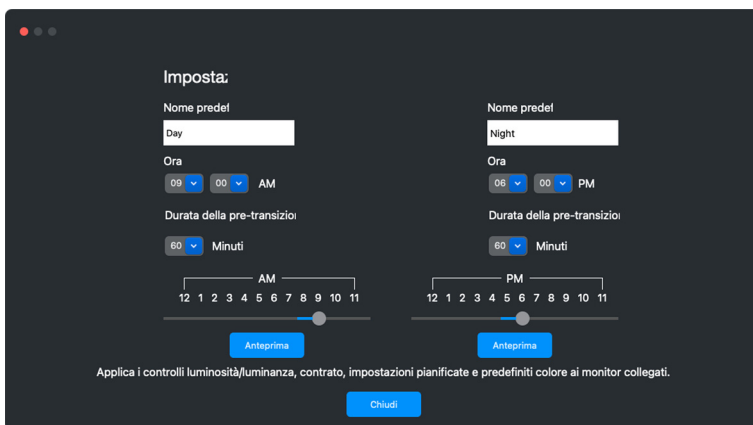 Imposta:
Nome predef
Nome predef
Day
Night
Ora
Ora
09 00 AM
06 00 PM
Durata della pre-transizior
Durata della pre-transizior
60 Minuti
60 Minuti
AM
PM
12 1 2 3 4 5 6 7 8 9 10 11
12 1 2 3 4 5 6 7 8 9 10 11
Anteprima
Anteprima
Applica i controlli luminosità/luminanza, contrato, impostazioni pianificate e predefiniti colore ai monitor collegati.
Chiudi